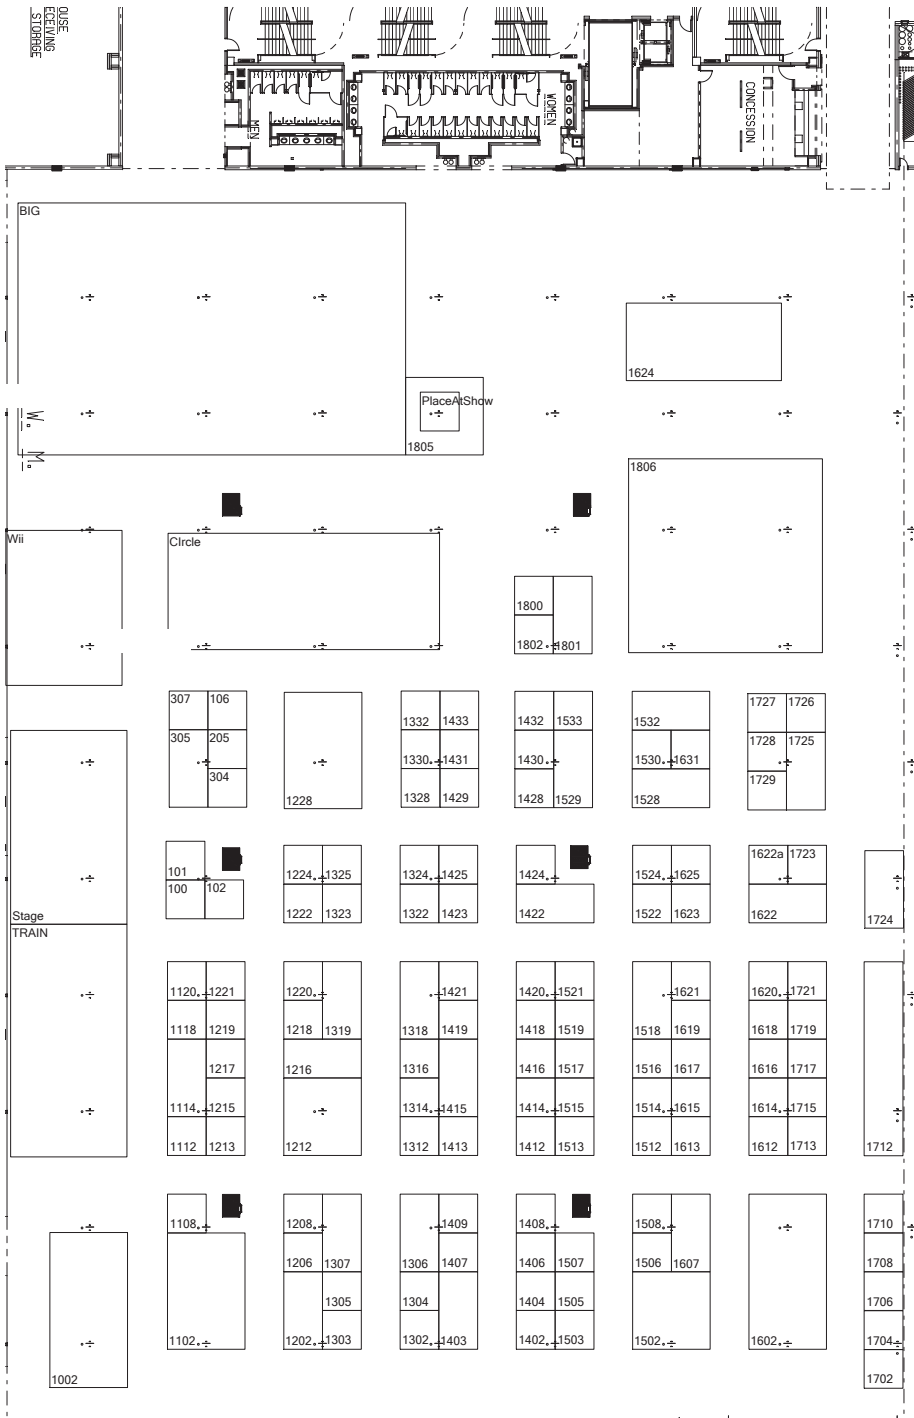 OUSE
ECEIVING
STORAGE
MEN
WOMEN
CONCESSION
BIG
1624
PlaceAtShow
W.
1805
M.
1806
Wii
CIrcle
1800
1802 1801
307 106 1727 1726
1332 1433 1432 1533 1532
305 205 1728 1725
1330 1431 1430 1530 1631
304 1729
1228 1328 1429 1428 1529 1528
1622a 1723
101 1224 1325 1324 1425 1424 1524 1625
100 102
Stage 1222 1323 1322 1423 1422 1522 1623 1622 1724
TRAIN
1120 1221 1220 1421 1420 1521 1621 1620 1721
1118 1219 1218 1319 1318 1419 1418 1519 1518 1619 1618 1719
1217 1216 1316 1416 1517 1516 1617 1616 1717
1114 1215 1314 1415 1414 1515 1514 1615 1614 1715
1112 1213 1212 1312 1413 1412 1513 1512 1613 1612 1713 1712
1108 1208 1409 1408 1508 1710
1206 1307 1306 1407 1406 1507 1506 1607 1708
1305 1304 1404 1505 1706
1102 1202 1303 1302 1403 1402 1503 1502 1602 1704
1002 1702